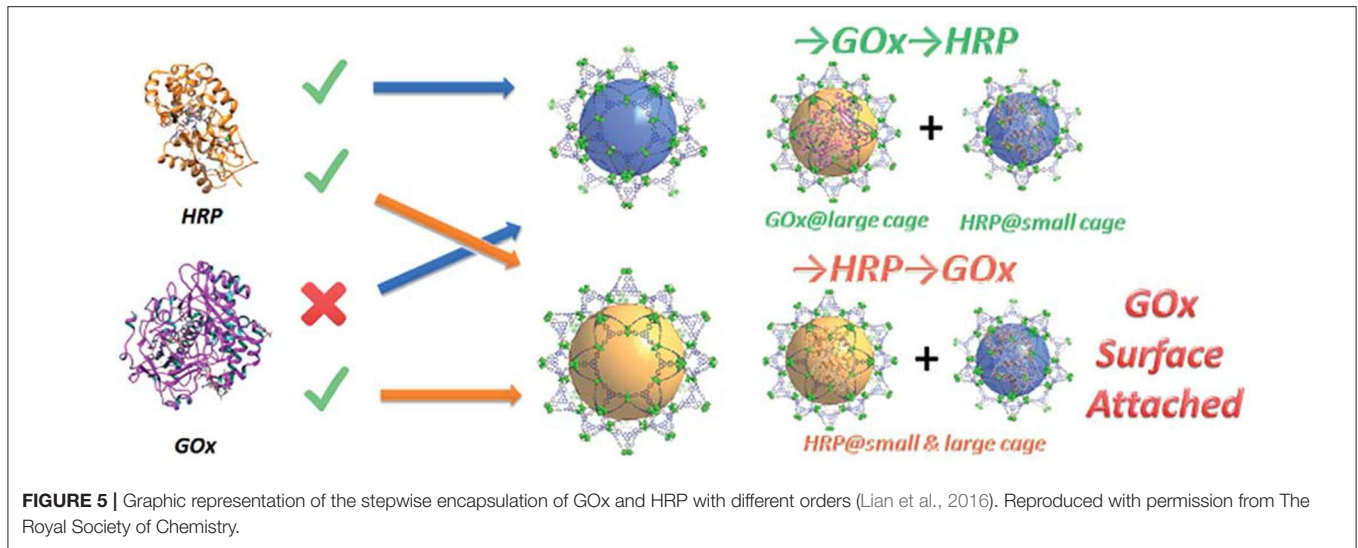 HRP
GOx
→GOx→HRP
+
GOx@large cage
HRP@small cage
→HRP→GOx
+
HRP@small & large cage
GOx
Surface
Attached
FIGURE 5 | Graphic representation of the stepwise encapsulation of GOx and HRP with different orders (Lian et al., 2016). Reproduced with permission from The
Royal Society of Chemistry.